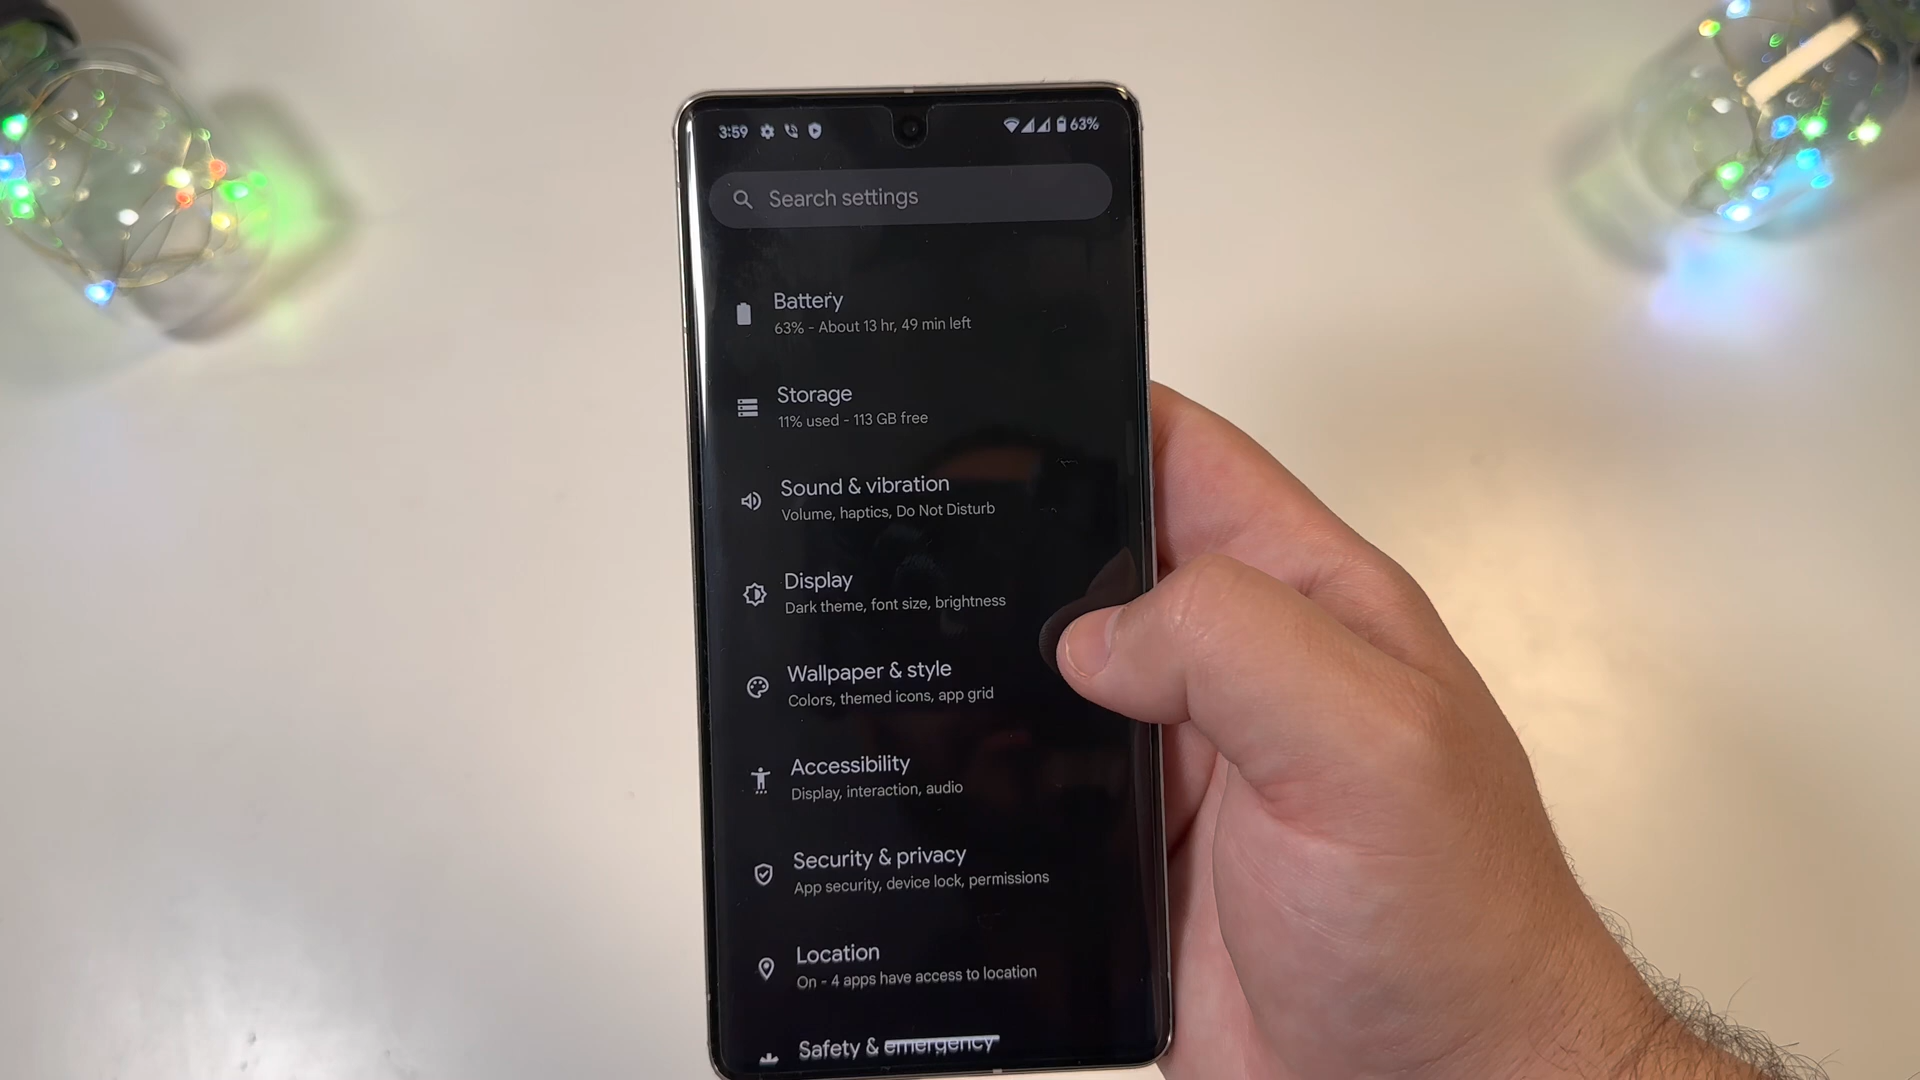 3:59 63%
Search settings
Battery
63% - About 13 hr, 49 min left
Storage
11% used - 113 GB free
Sound & vibration
Volume, haptics, Do Not Disturb
Display
Dark theme, font size, brightness
Wallpaper & style
Colors, themed icons, app grid
Accessibility
Display, interaction, audio
Security & privacy
App security, device lock, permissions
Location
On - 4 apps have access to location
Safety & emergency